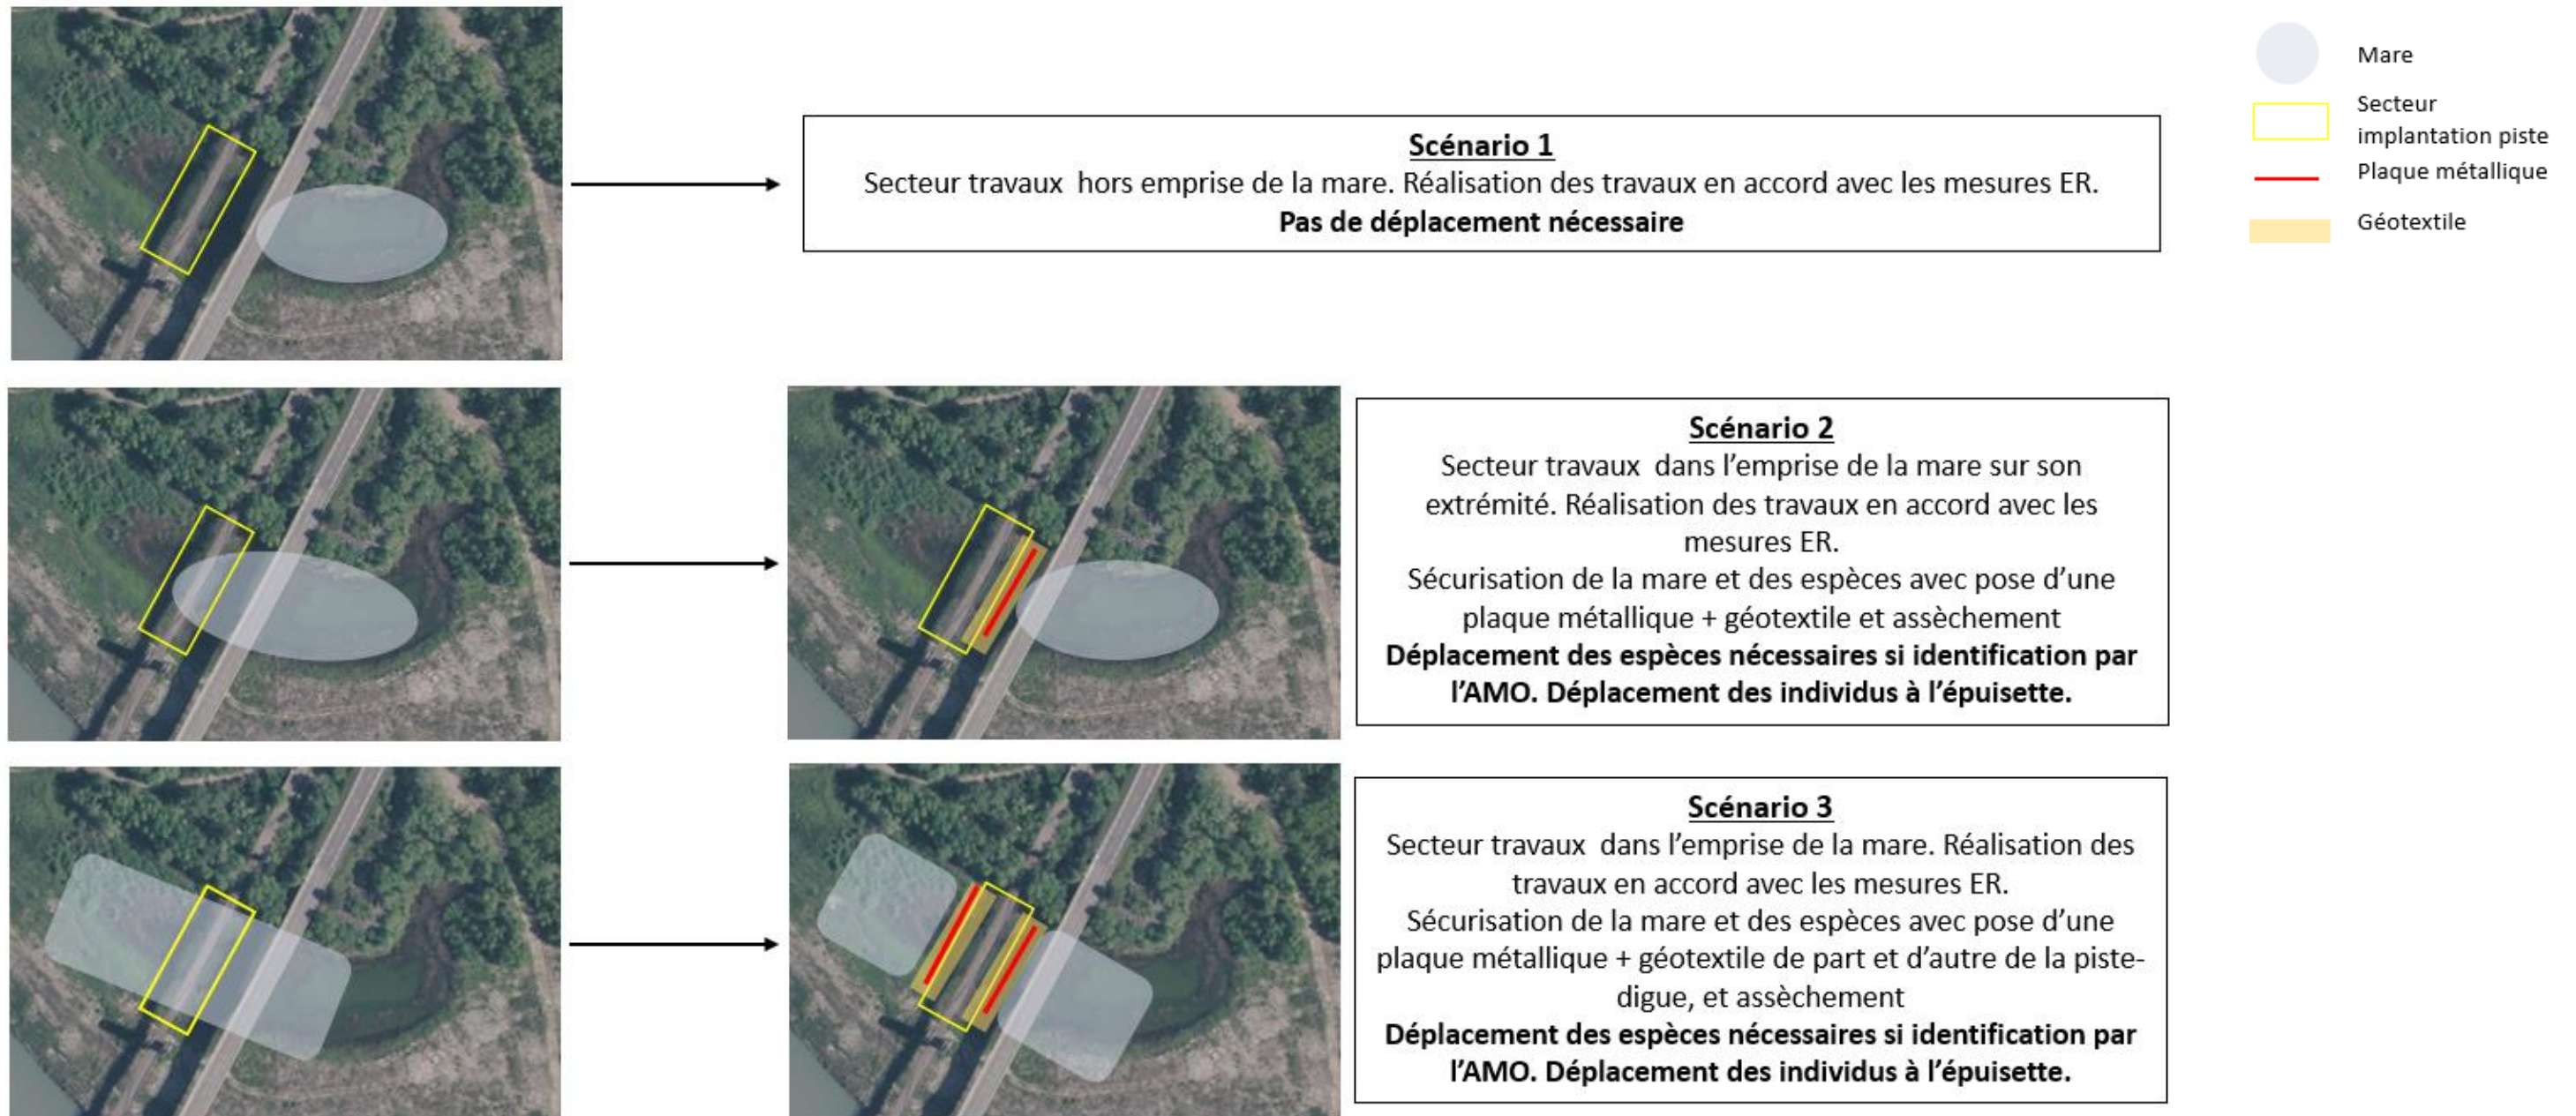 Scénario 1
Secteur travaux hors emprise de la mare. Réalisation des travaux en accord avec les mesures ER.
Pas de déplacement nécessaire
Mare
Secteur
implantation piste
Plaque métallique
Géotextile
Scénario 2
Secteur travaux dans l’emprise de la mare sur son
extrémité. Réalisation des travaux en accord avec les
mesures ER.
Sécurisation de la mare et des espèces avec pose d’une
plaque métallique + géotextile et assèchement
Déplacement des espèces nécessaires si identification par
l’AMO. Déplacement des individus à l’épuisette.
Scénario 3
Secteur travaux dans l’emprise de la mare. Réalisation des
travaux en accord avec les mesures ER.
Sécurisation de la mare et des espèces avec pose d’une
plaque métallique + géotextile de part et d’autre de la piste-
digue, et assèchement
Déplacement des espèces nécessaires si identification par
l’AMO. Déplacement des individus à l’épuisette.